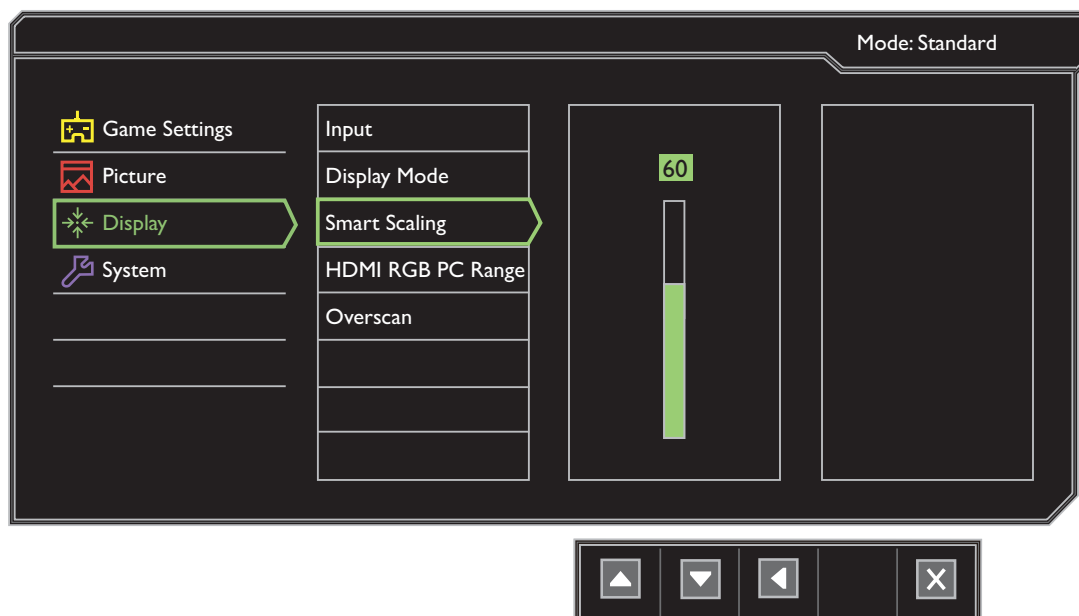 Mode: Standard
Game Settings
Picture
Display
System
Input
Display Mode
Smart Scaling
HDMI RGB PC Range
Overscan
60
X